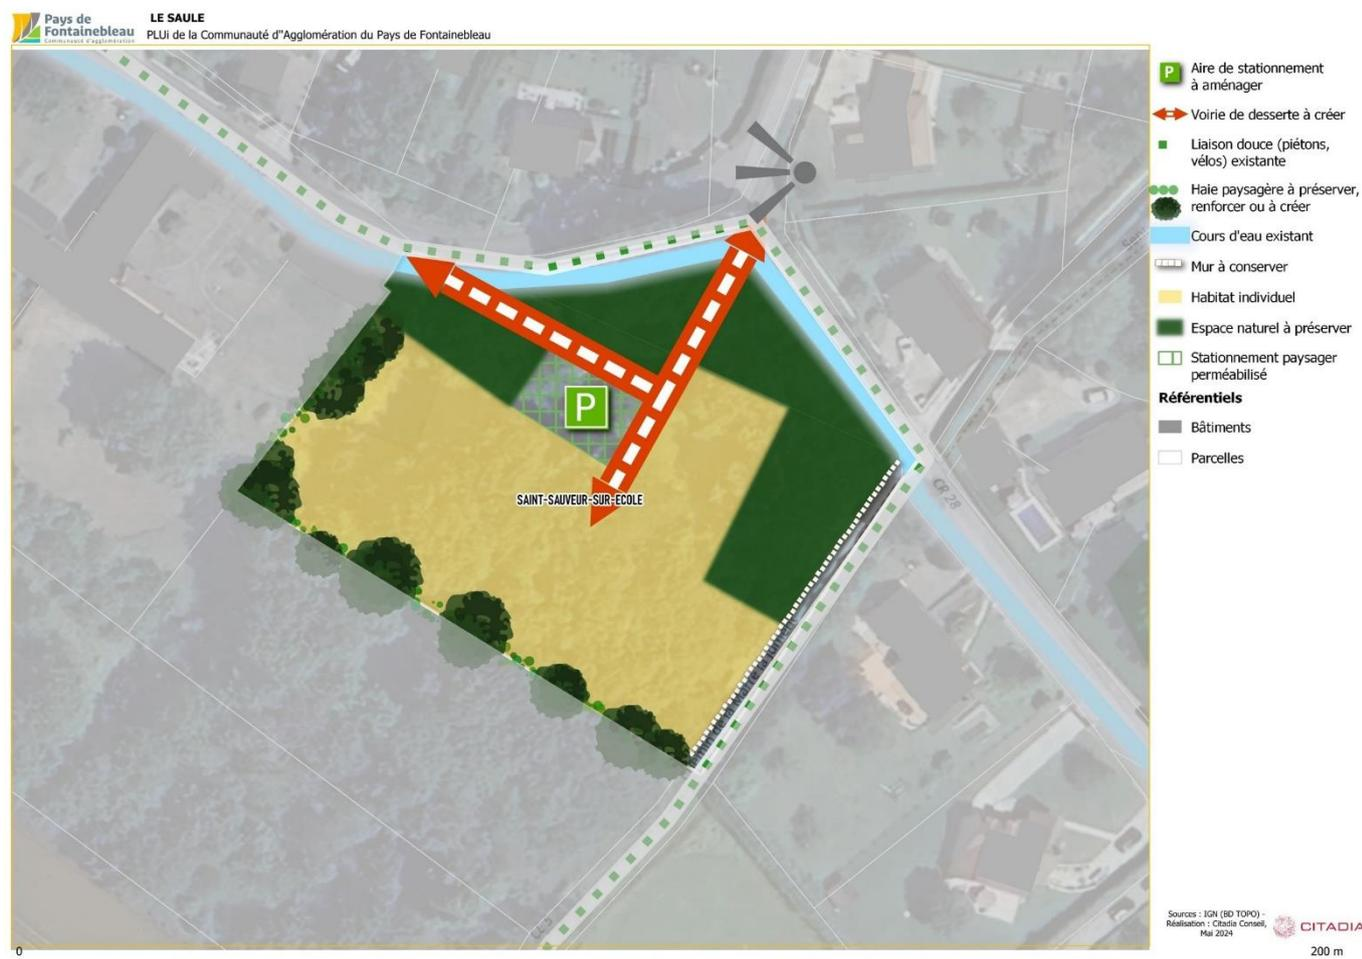 Pays de
Fontainebleau
Communauté d'agglomération
LE SAULE
PLUi de la Communauté d"Agglomération du Pays de Fontainebleau
P
Aire de stationnement
à aménager
Voirie de desserte à créer
Liaison douce (piétons,
vélos) existante
Haie paysagère à préserver,
renforcer ou à créer
Cours d'eau existant
Mur à conserver
Habitat individuel
Espace naturel à préserver
Stationnement paysager
perméabilisé
Référentiels
Bâtiments
Parcelles
P
SAINT-SAUVEUR-SUR-ECOLE
CR 28
Sources : IGN (BD TOPO) -
Réalisation : Citadia Conseil,
Mai 2024
CITADIA
0
200 m